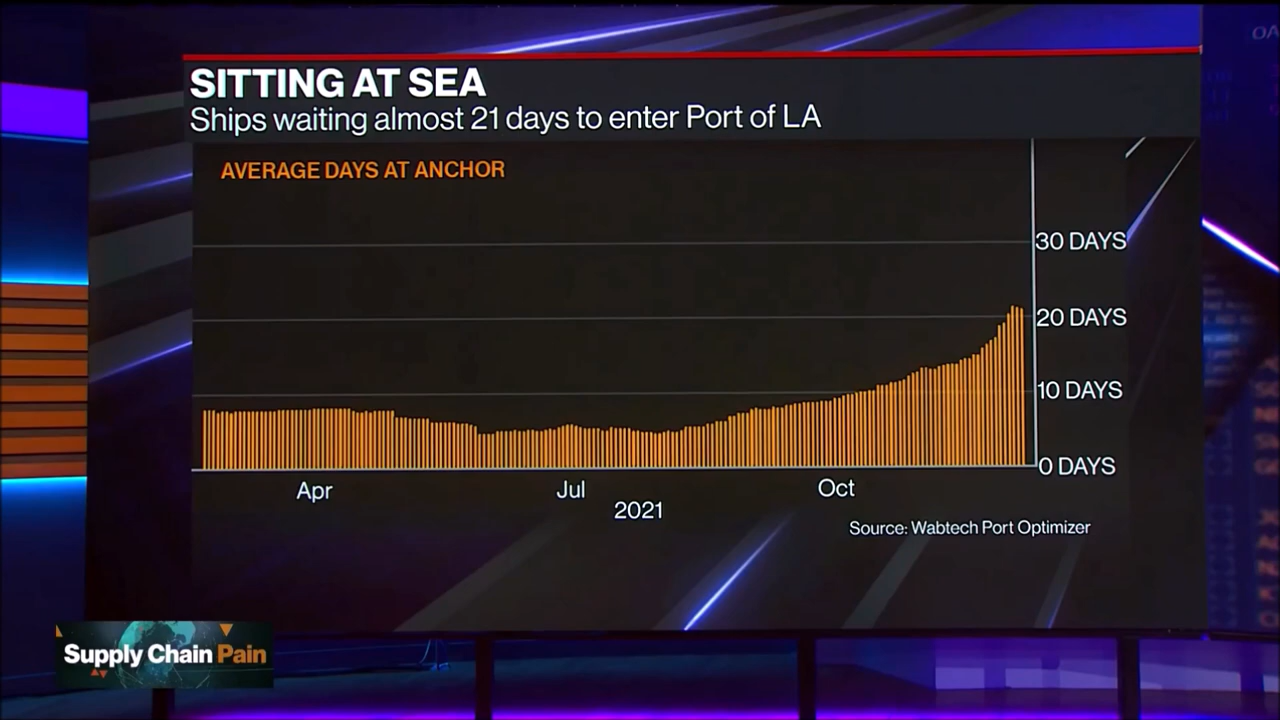 SITTING AT SEA
Ships waiting almost 21 days to enter Port of LA
AVERAGE DAYS AT ANCHOR
30 DAYS
20 DAYS
10 DAYS
0 DAYS
Apr
Jul
Oct
2021
Source: Wabtech Port Optimizer
Supply Chain Pain